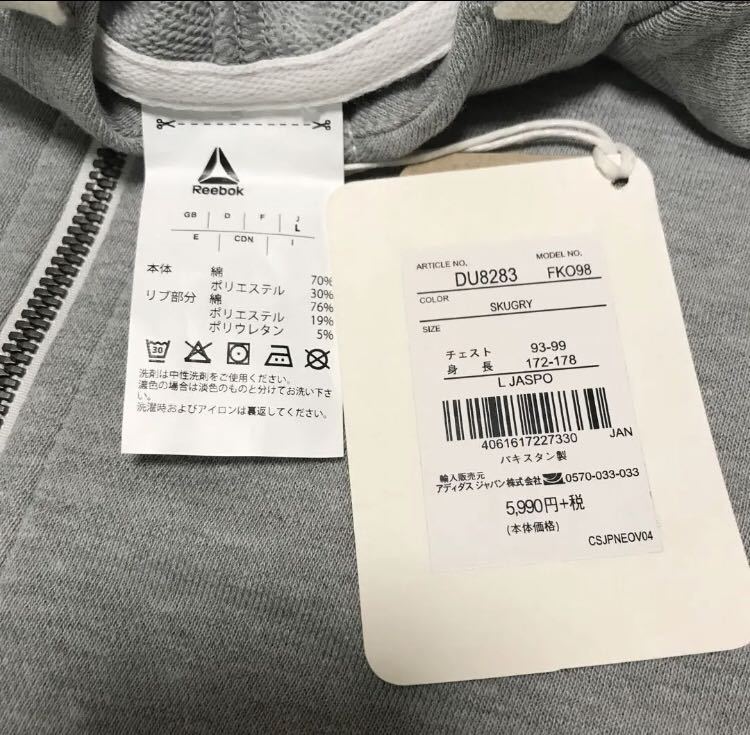 Reebok
GB D F J
L
E CDN I
本体 綿 70%
ポリエステル 30%
リブ部分 綿 76%
ポリエステル 19%
ポリウレタン 5%
30
洗剤は中性洗剤をご使用ください。
濃色の場合は淡色のものと分けてお洗い下さ
い。
洗濯時およびアイロンは裏返してください。
ARTICLE NO. MODEL NO.
DU8283 FKO98
COLOR
SKUGRY
SIZE
チェスト 93-99
身長 172-178
L JASPO
4061617227330 JAN
パキスタン製
輸入販売元
アディダス ジャパン株式会社 0570-033-033
5,990円+税
(本体価格)
CSJPNEOV04